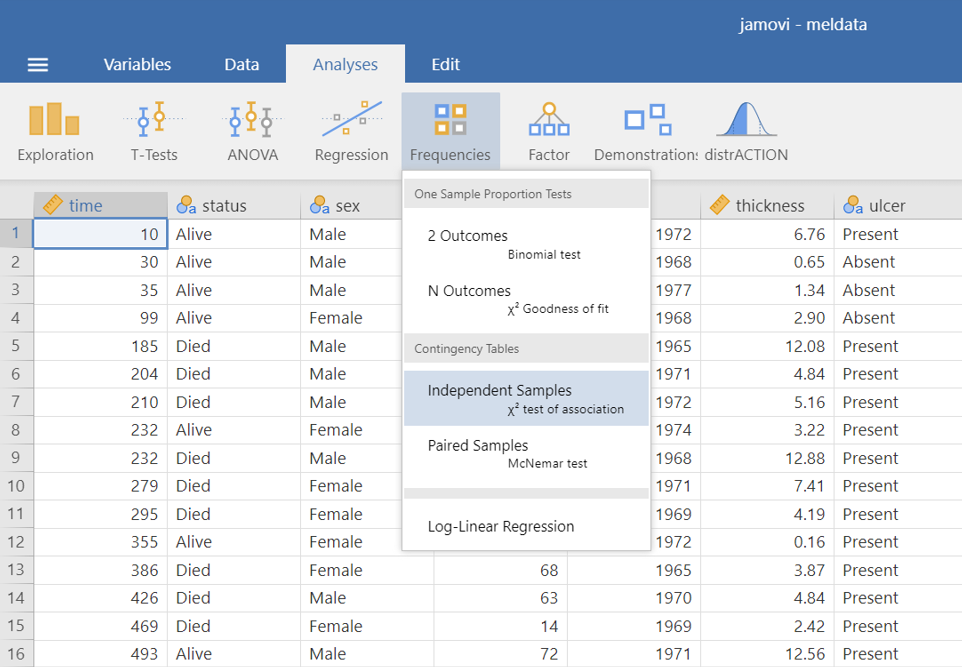 jamovi - meldata
Variables Data Analyses Edit
Exploration T-Tests ANOVA Regression Frequencies Factor Demonstrations distrACTION
One Sample Proportion Tests
2 Outcomes
Binomial test
N Outcomes
χ² Goodness of fit
Contingency Tables
Independent Samples
χ² test of association
Paired Samples
McNemar test
Log-Linear Regression
time status sex thickness ulcer
1 10 Alive Male 1972 6.76 Present
2 30 Alive Male 1968 0.65 Absent
3 35 Alive Male 1977 1.34 Absent
4 99 Alive Female 1968 2.90 Absent
5 185 Died Male 1965 12.08 Present
6 204 Died Male 1971 4.84 Present
7 210 Died Male 1972 5.16 Present
8 232 Alive Female 1974 3.22 Present
9 232 Died Male 1968 12.88 Present
10 279 Died Female 1971 7.41 Present
11 295 Died Female 1969 4.19 Present
12 355 Alive Female 1972 0.16 Present
13 386 Died Female 68 1965 3.87 Present
14 426 Died Male 63 1970 4.84 Present
15 469 Died Female 14 1969 2.42 Present
16 493 Alive Male 72 1971 12.56 Present